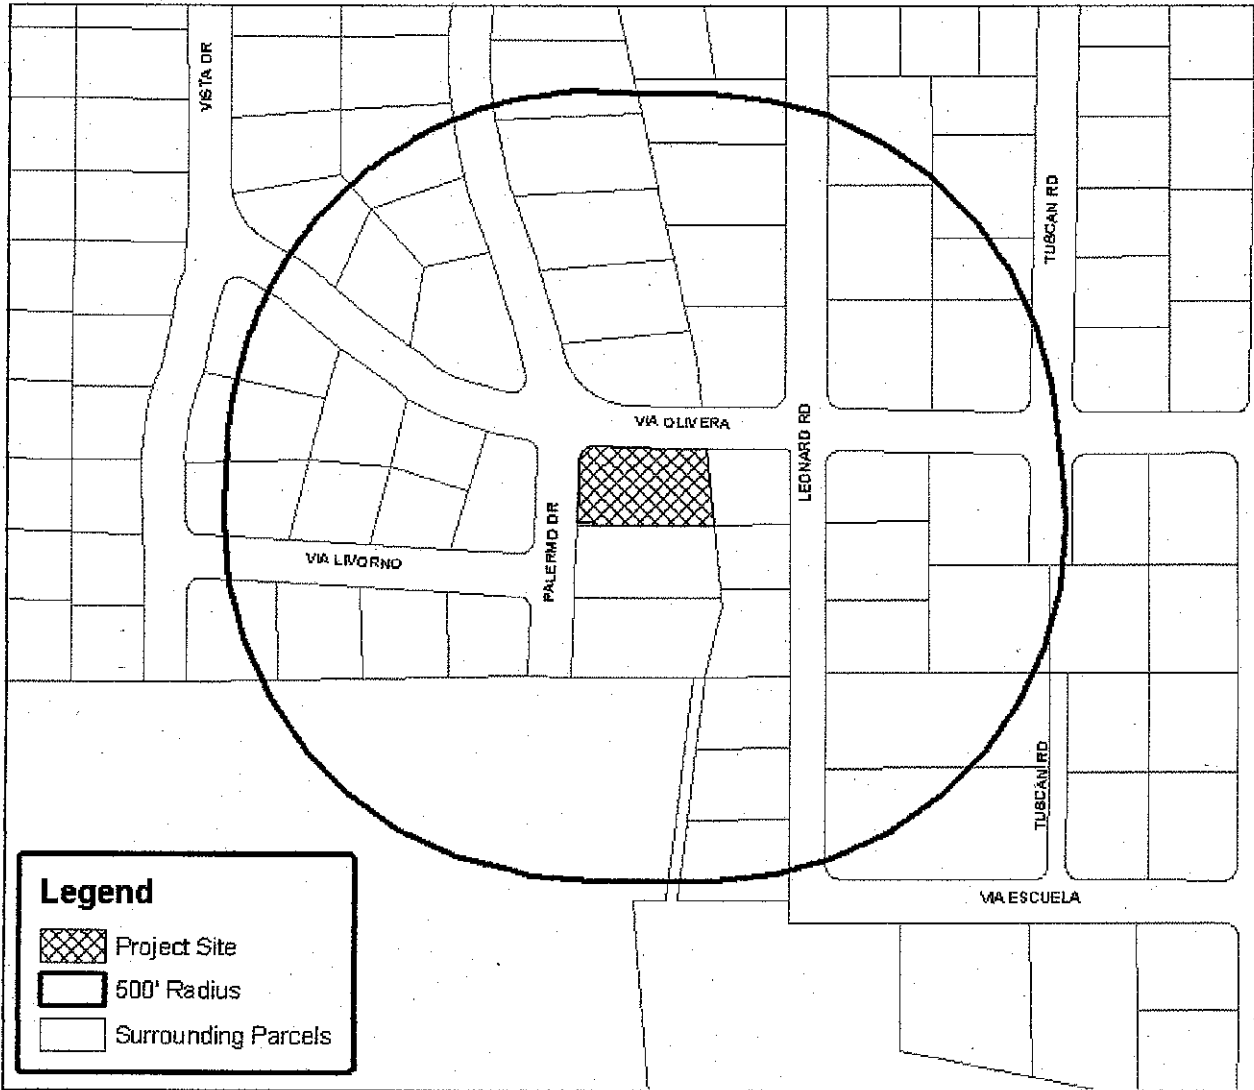 VISTA DR
TUSCAN RD
VIA OLIVERA
LEONARD RD
PALERMO DR
VIA LIVORNO
TUSCAN RD
VIA ESCUELA
Legend
Project Site
500' Radius
Surrounding Parcels